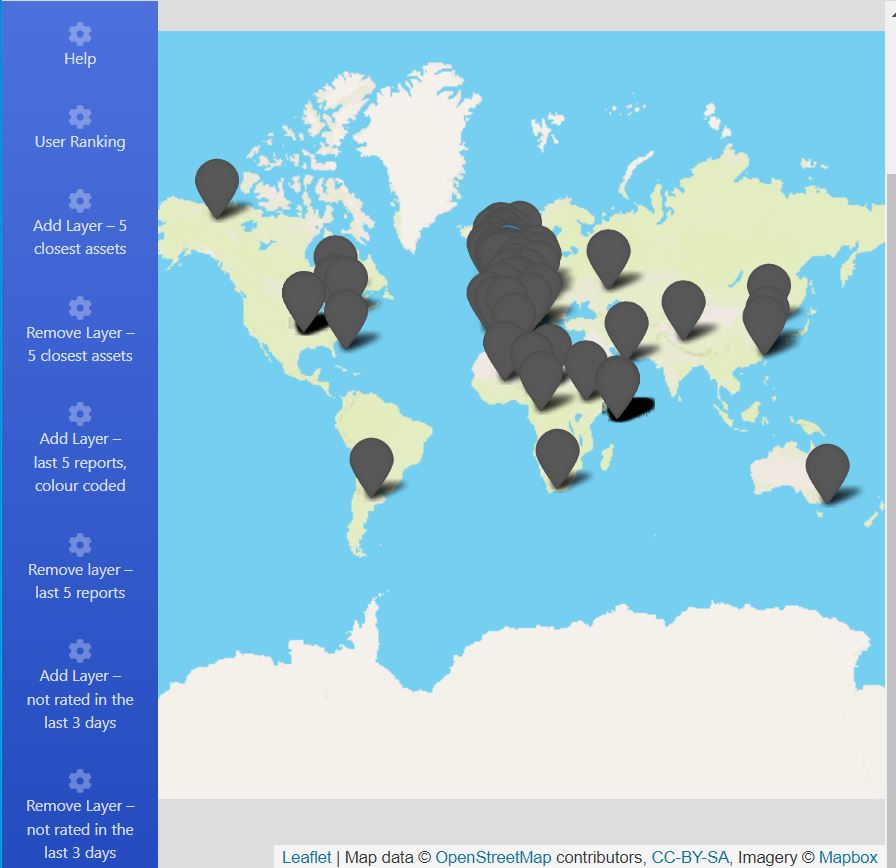 Help
User Ranking
Add Layer – 5
closest assets
Remove Layer –
5 closest assets
Add Layer –
last 5 reports,
colour coded
Remove layer –
last 5 reports
Add Layer –
not rated in the
last 3 days
Remove Layer –
not rated in the
last 3 days
Leaflet | Map data © OpenStreetMap contributors, CC-BY-SA, Imagery © Mapbox